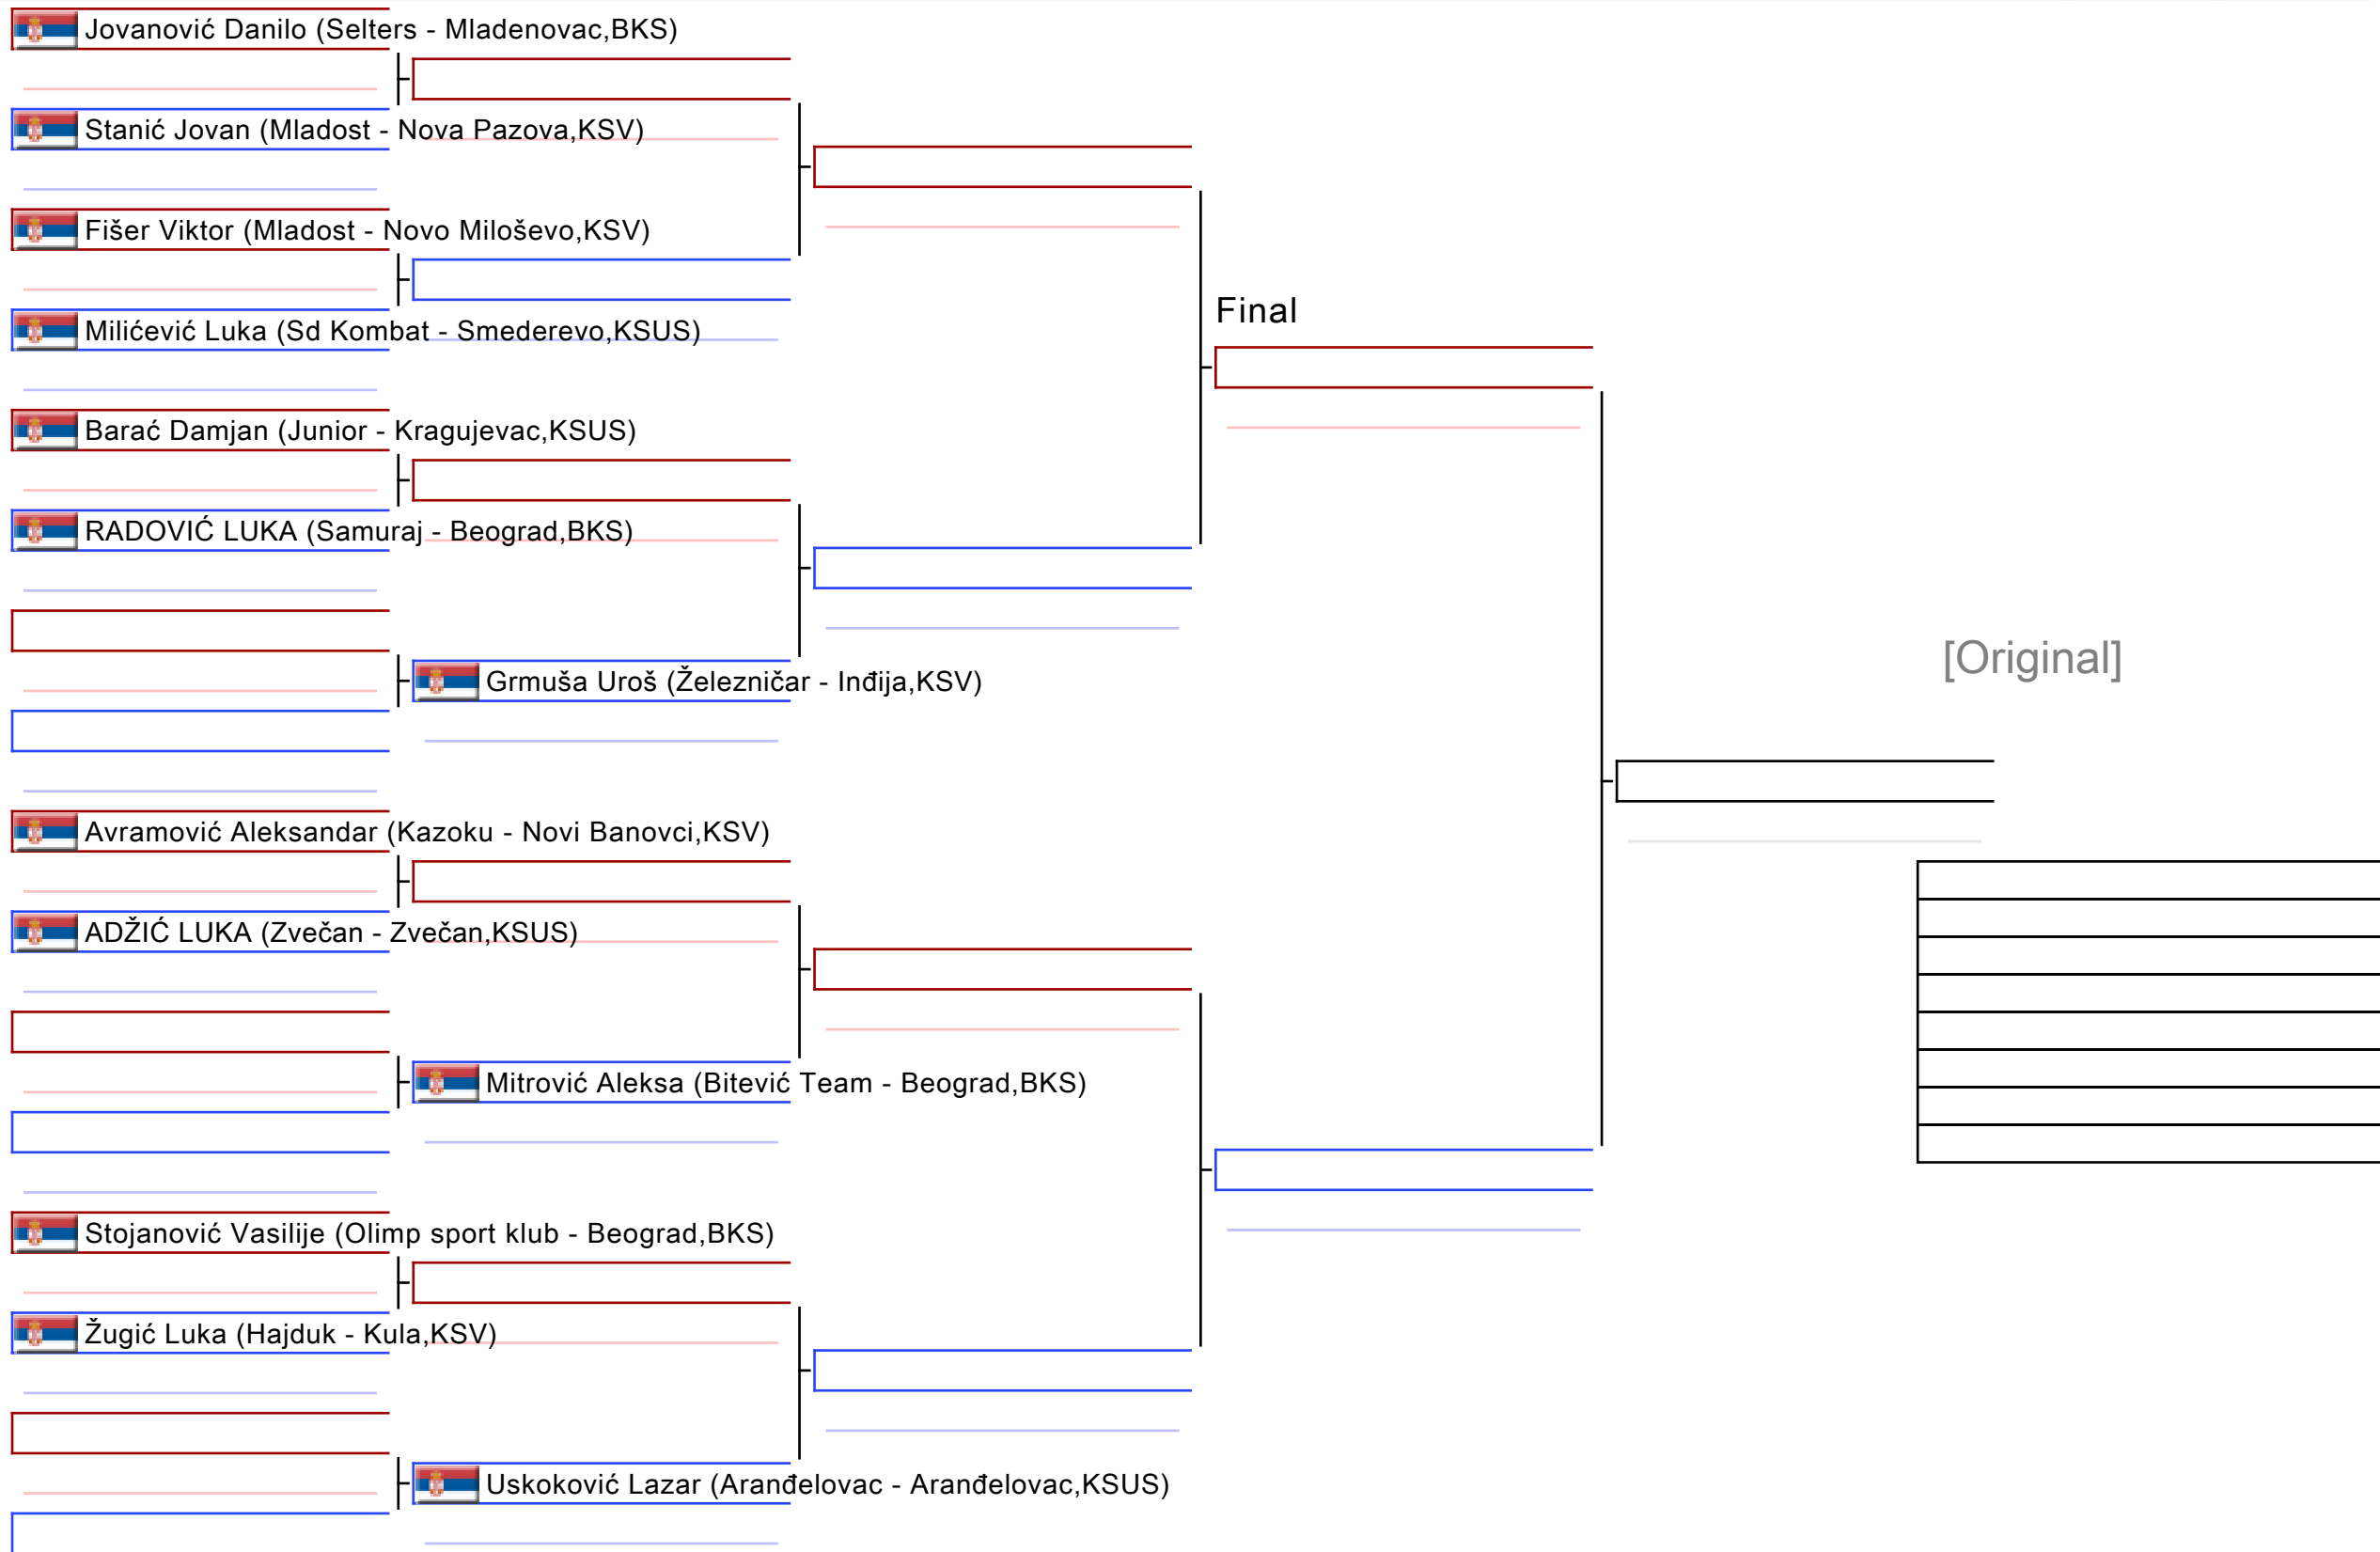 Jovanović Danilo (Selters - Mladenovac,BKS)
Stanić Jovan (Mladost - Nova Pazova,KSV)
Fišer Viktor (Mladost - Novo Miloševo,KSV)
Final
Milićević Luka (Sd Kombat - Smederevo,KSUS)
Barać Damjan (Junior - Kragujevac,KSUS)
RADOVIĆ LUKA (Samuraj - Beograd,BKS)
[Original]
Grmuša Uroš (Železničar - Inđija,KSV)
Avramović Aleksandar (Kazoku - Novi Banovci,KSV)
ADŽIĆ LUKA (Zvečan - Zvečan,KSUS)
Mitrović Aleksa (Bitević Team - Beograd,BKS)
Stojanović Vasilije (Olimp sport klub - Beograd,BKS)
Žugić Luka (Hajduk - Kula,KSV)
Uskoković Lazar (Aranđelovac - Aranđelovac,KSUS)